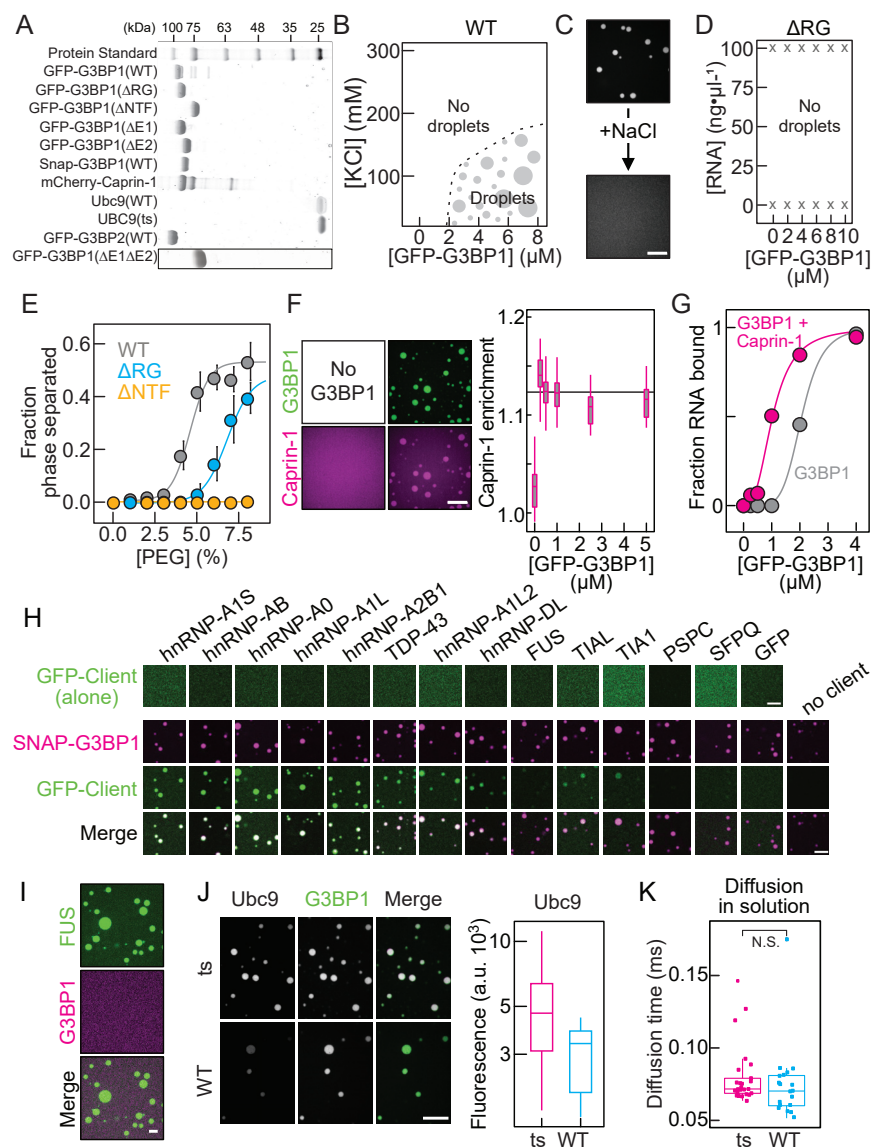 A
(kDa)
100 75 63 48 35 25
Protein Standard
GFP-G3BP1(WT)
GFP-G3BP1(ΔRG)
GFP-G3BP1(ΔNTF)
GFP-G3BP1(ΔE1)
GFP-G3BP1(ΔE2)
Snap-G3BP1(WT)
mCherry-Caprin-1
Ubc9(WT)
UBC9(ts)
GFP-G3BP2(WT)
GFP-G3BP1(ΔE1ΔE2)
B
WT
[KCl] (mM)
300
200
100
0
No
droplets
Droplets
0 2 4 6 8
[GFP-G3BP1] (μM)
C
+NaCl
D
ΔRG
[RNA] (ng•μl-1)
100
75
50
25
0
x x x x x x
No
droplets
x x x x x x
0 2 4 6 8 10
[GFP-G3BP1]
(μM)
E
Fraction
phase separated
0.6
0.4
0.2
0.0
WT
ΔRG
ΔNTF
0.0 2.5 5.0 7.5
[PEG] (%)
F
G3BP1
No
G3BP1
Caprin-1
Caprin-1 enrichment
1.2
1.1
1.0
0 1 2 3 4 5
[GFP-G3BP1]
(μM)
G
Fraction RNA bound
1
0
G3BP1 +
Caprin-1
G3BP1
0 1 2 3 4
[GFP-G3BP1]
(μM)
H
hnRNP-A1S
hnRNP-AB
hnRNP-A0
hnRNP-A1L
hnRNP-A2B1
TDP-43
hnRNP-A1L2
hnRNP-DL
FUS
TIAL
TIA1
PSPC
SFPQ
GFP
no client
GFP-Client
(alone)
SNAP-G3BP1
GFP-Client
Merge
I
FUS
G3BP1
Merge
J
Ubc9 G3BP1 Merge
ts
WT
Ubc9
Fluorescence (a.u. 10³)
10
5
3
ts WT
K
Diffusion
in solution
N.S.
Diffusion time (ms)
0.15
0.10
0.05
ts WT